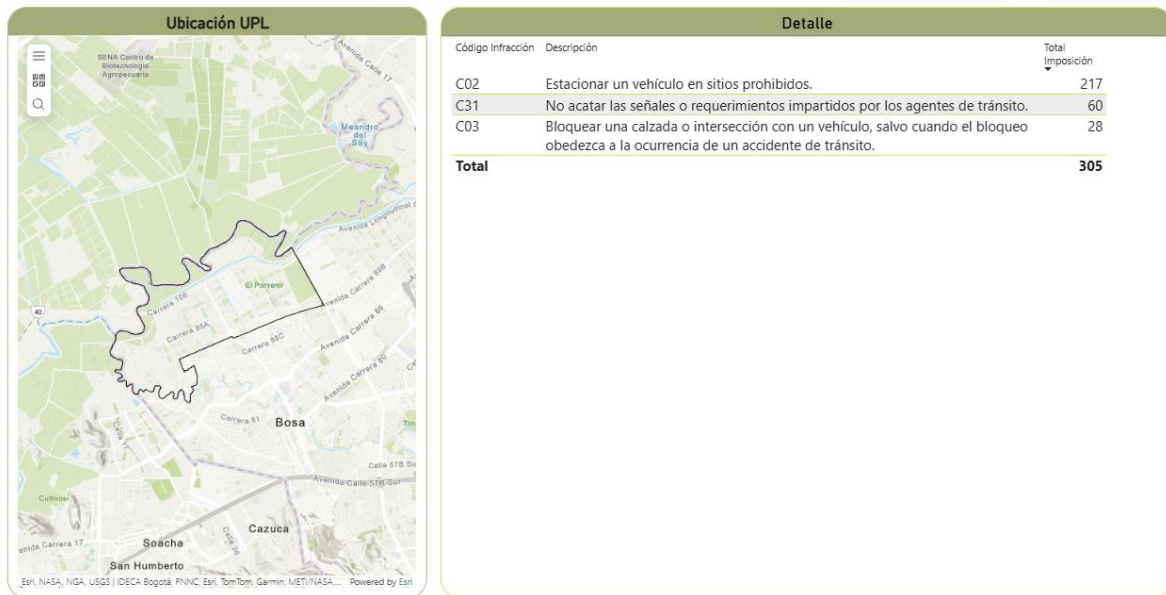 Ubicación UPL
SENA Centro de
Biotecnología
Agropecuaria
Avenida Calle 17
Meandro
del
Say
Avenida Longitudinal d
El Porvenir
Avenida Carrera 89B
Carrera 106
40
Carrera 95A
Carrera 88C
Avenida Carrera 86
Avenida Carrera 80
Carrera 81
Bosa
Tim
Calle 57B Su
Avenida Calle 57R Sur
Cultivos
Cazuca
enida Carrera 17
Soacha
San Humberto
Esri, NASA, NGA, USGS | IDECA Bogotá, PNNC, Esri, TomTom, Garmin, METI/NASA,... Powered by Esri
Detalle
Código Infracción Descripción Total
Imposición
C02 Estacionar un vehículo en sitios prohibidos. 217
C31 No acatar las señales o requerimientos impartidos por los agentes de tránsito. 60
C03 Bloquear una calzada o intersección con un vehículo, salvo cuando el bloqueo 28
obedezca a la ocurrencia de un accidente de tránsito.
Total 305